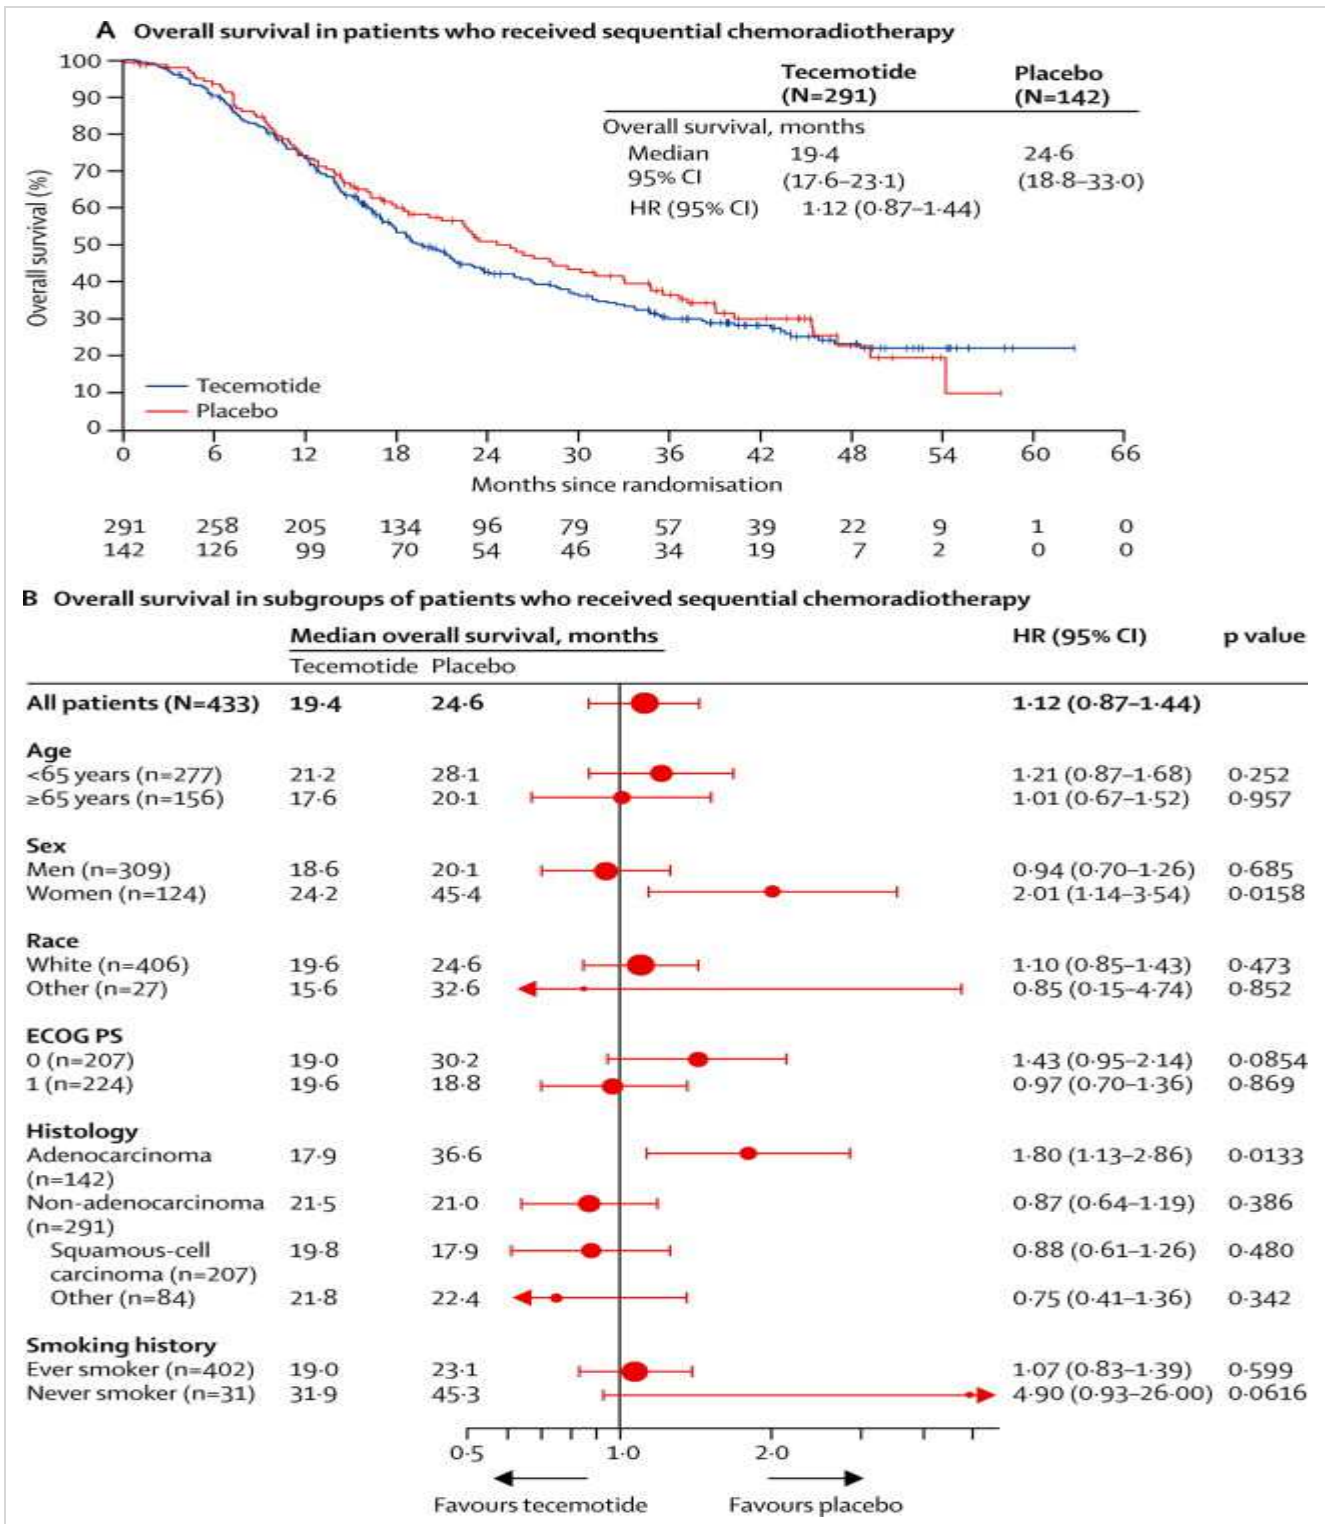 A Overall survival in patients who received sequential chemoradiotherapy
Tecemotide (N=291) Placebo (N=142)
Overall survival, months
Median 19·4 24·6
95% CI (17·6–23·1) (18·8–33·0)
HR (95% CI) 1·12 (0·87–1·44)
Overall survival (%)
100
90
80
70
60
50
40
30
20
10
0
Tecemotide
Placebo
0 6 12 18 24 30 36 42 48 54 60 66
Months since randomisation
291 258 205 134 96 79 57 39 22 9 1 0
142 126 99 70 54 46 34 19 7 2 0 0
B Overall survival in subgroups of patients who received sequential chemoradiotherapy
Median overall survival, months HR (95% CI) p value
Tecemotide Placebo
All patients (N=433) 19·4 24·6 1·12 (0·87–1·44)
Age
<65 years (n=277) 21·2 28·1 1·21 (0·87–1·68) 0·252
≥65 years (n=156) 17·6 20·1 1·01 (0·67–1·52) 0·957
Sex
Men (n=309) 18·6 20·1 0·94 (0·70–1·26) 0·685
Women (n=124) 24·2 45·4 2·01 (1·14–3·54) 0·0158
Race
White (n=406) 19·6 24·6 1·10 (0·85–1·43) 0·473
Other (n=27) 15·6 32·6 0·85 (0·15–4·74) 0·852
ECOG PS
0 (n=207) 19·0 30·2 1·43 (0·95–2·14) 0·0854
1 (n=224) 19·6 18·8 0·97 (0·70–1·36) 0·869
Histology
Adenocarcinoma 17·9 36·6 1·80 (1·13–2·86) 0·0133
(n=142)
Non-adenocarcinoma 21·5 21·0 0·87 (0·64–1·19) 0·386
(n=291)
Squamous-cell 19·8 17·9 0·88 (0·61–1·26) 0·480
carcinoma (n=207)
Other (n=84) 21·8 22·4 0·75 (0·41–1·36) 0·342
Smoking history
Ever smoker (n=402) 19·0 23·1 1·07 (0·83–1·39) 0·599
Never smoker (n=31) 31·9 45·3 4·90 (0·93–26·00) 0·0616
0·5 1·0 2·0
Favours tecemotide Favours placebo